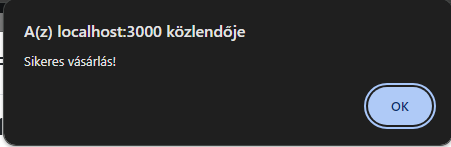 A(z) localhost:3000 közlendője
Sikeres vásárlás!
OK